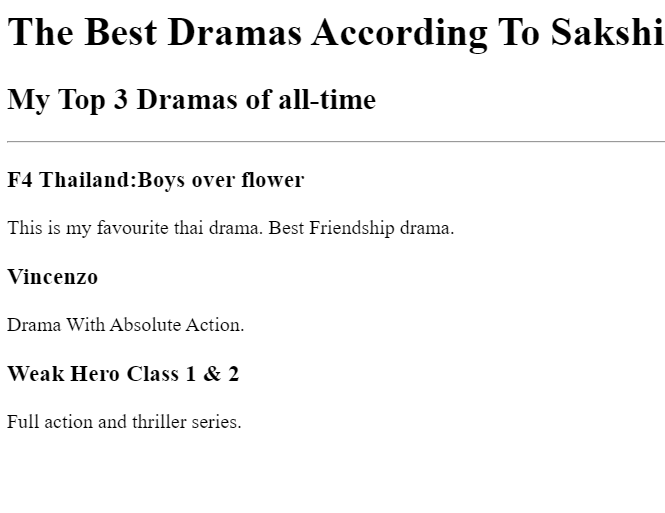 The Best Dramas According To Sakshi
My Top 3 Dramas of all-time
F4 Thailand:Boys over flower
This is my favourite thai drama. Best Friendship drama.
Vincenzo
Drama With Absolute Action.
Weak Hero Class 1 & 2
Full action and thriller series.